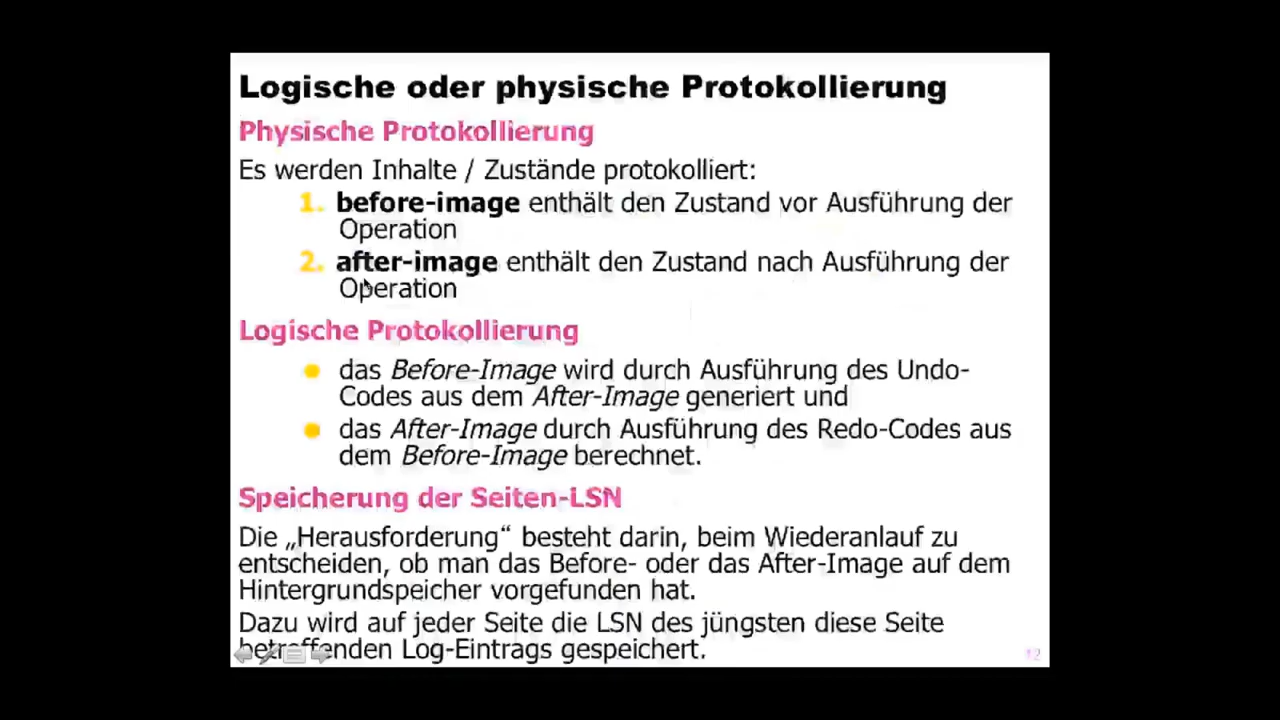 Logische oder physische Protokollierung
Physische Protokollierung
Es werden Inhalte / Zustände protokolliert:
1. before-image enthält den Zustand vor Ausführung der
Operation
2. after-image enthält den Zustand nach Ausführung der
Operation
Logische Protokollierung
das Before-Image wird durch Ausführung des Undo-
Codes aus dem After-Image generiert und
das After-Image durch Ausführung des Redo-Codes aus
dem Before-Image berechnet.
Speicherung der Seiten-LSN
Die „Herausforderung“ besteht darin, beim Wiederanlauf zu
entscheiden, ob man das Before- oder das After-Image auf dem
Hintergrundspeicher vorgefunden hat.
Dazu wird auf jeder Seite die LSN des jüngsten diese Seite
betreffenden Log-Eintrags gespeichert.
12